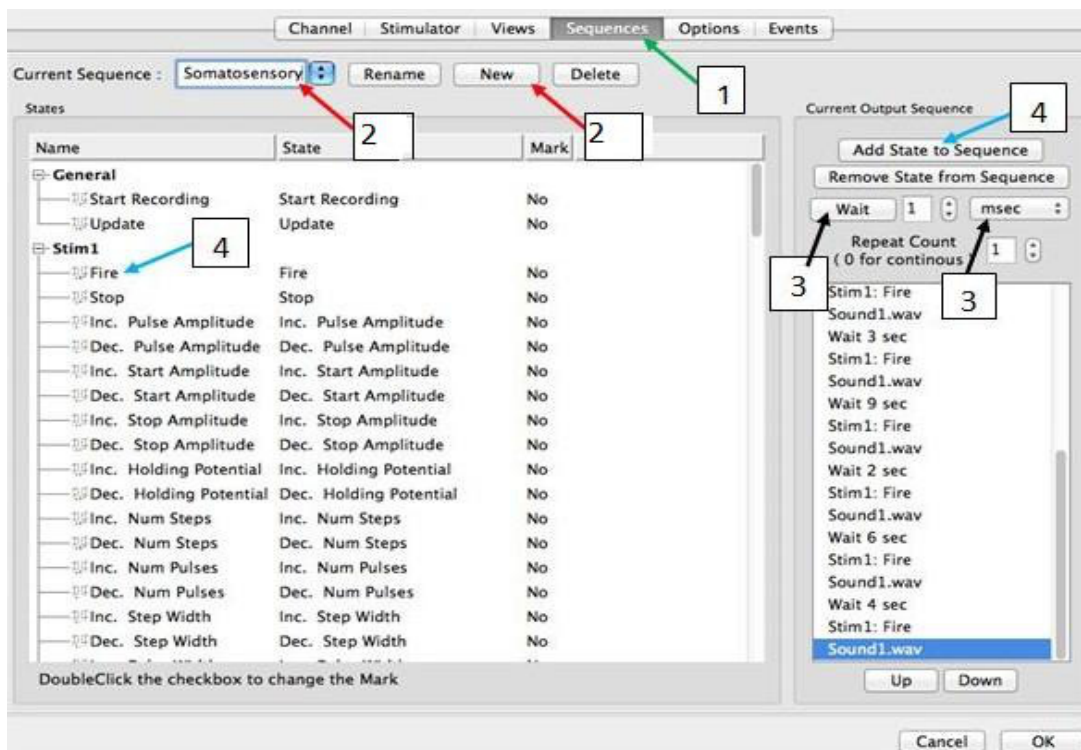 Channel Stimulator Views Sequences Options Events
Current Sequence : Somatosensory Rename New Delete
1
2
2
States
Name State Mark
General
Start Recording Start Recording No
Update Update No
Stim1
4
Fire Fire No
Stop Stop No
Inc. Pulse Amplitude Inc. Pulse Amplitude No
Dec. Pulse Amplitude Dec. Pulse Amplitude No
Inc. Start Amplitude Inc. Start Amplitude No
Dec. Start Amplitude Dec. Start Amplitude No
Inc. Stop Amplitude Inc. Stop Amplitude No
Dec. Stop Amplitude Dec. Stop Amplitude No
Inc. Holding Potential Inc. Holding Potential No
Dec. Holding Potential Dec. Holding Potential No
Inc. Num Steps Inc. Num Steps No
Dec. Num Steps Dec. Num Steps No
Inc. Num Pulses Inc. Num Pulses No
Dec. Num Pulses Dec. Num Pulses No
Inc. Step Width Inc. Step Width No
Dec. Step Width Dec. Step Width No
DoubleClick the checkbox to change the Mark
Current Output Sequence
4
Add State to Sequence
Remove State from Sequence
Wait 1 msec
Repeat Count
( 0 for continous ) 1
3
3
Stim1: Fire
Sound1.wav
Wait 3 sec
Stim1: Fire
Sound1.wav
Wait 9 sec
Stim1: Fire
Sound1.wav
Wait 2 sec
Stim1: Fire
Sound1.wav
Wait 6 sec
Stim1: Fire
Sound1.wav
Wait 4 sec
Stim1: Fire
Sound1.wav
Up Down
Cancel OK